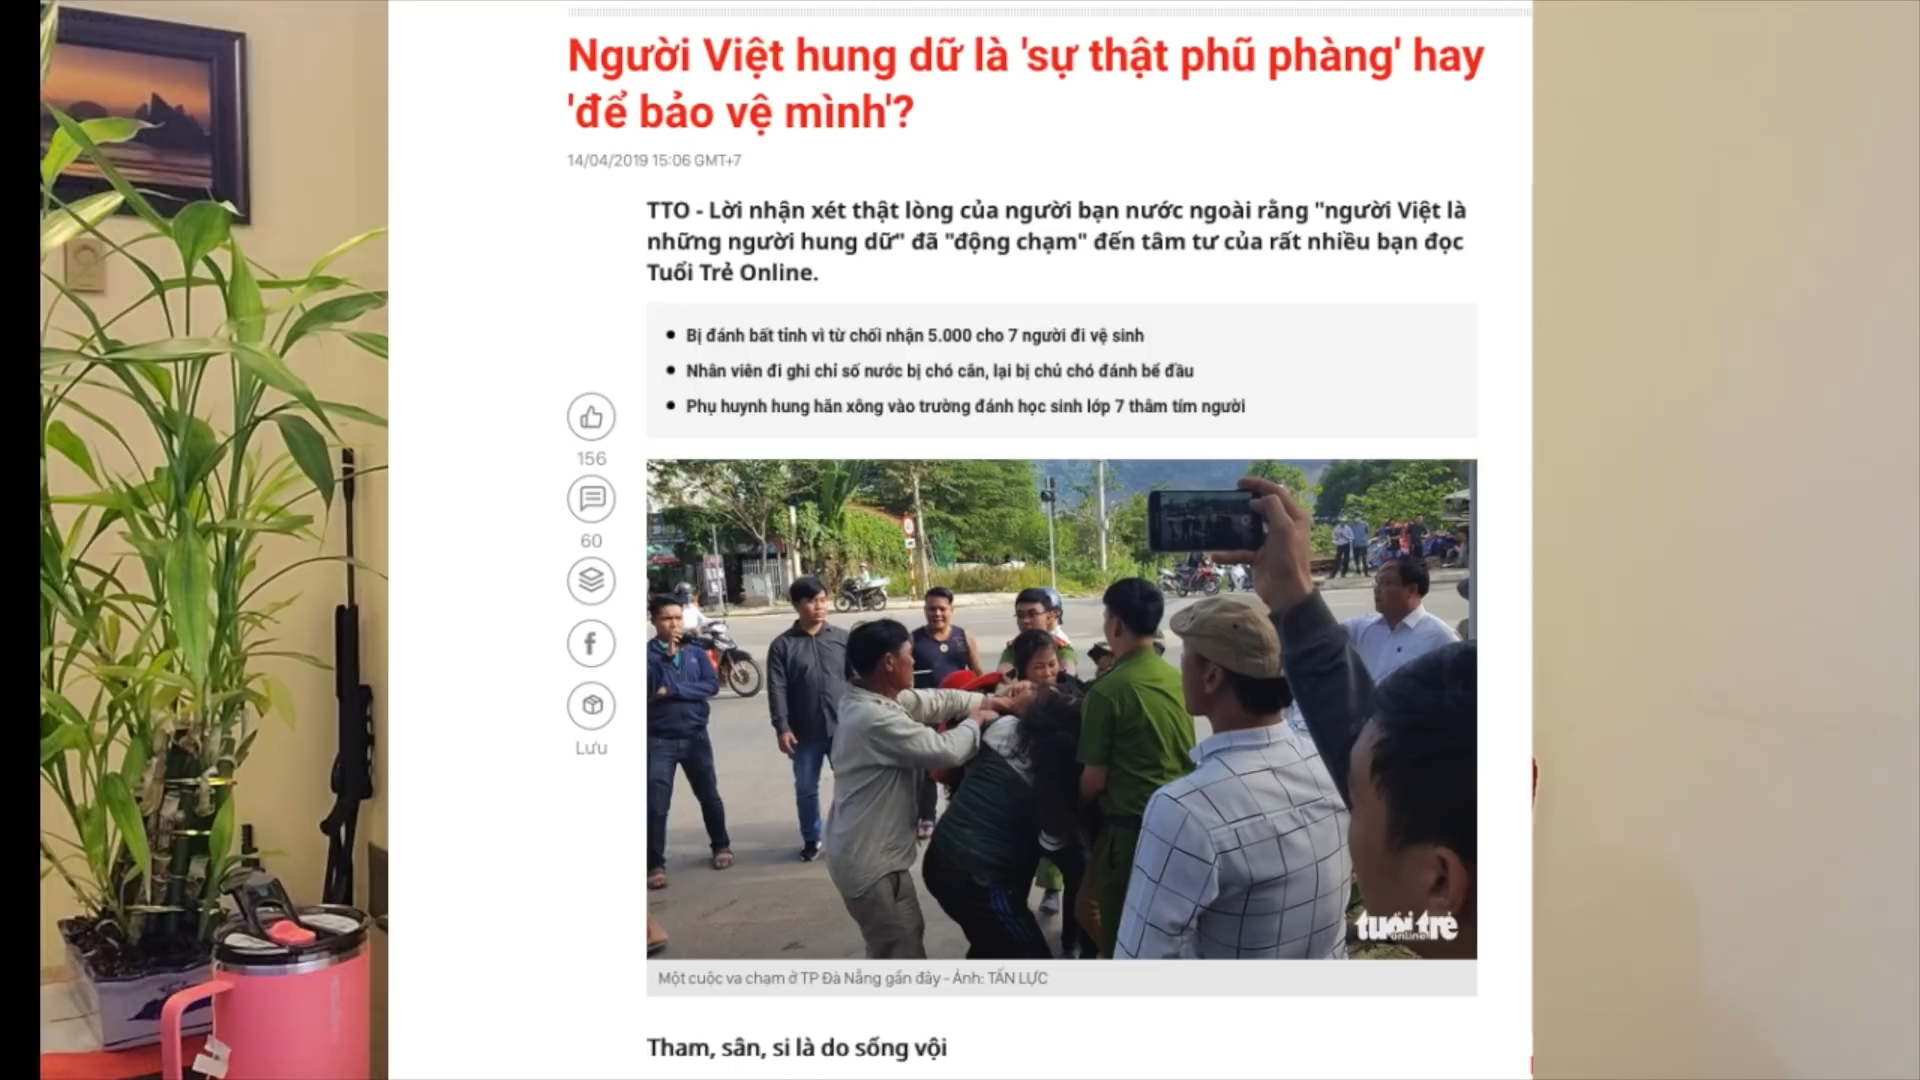 Người Việt hung dữ là 'sự thật phũ phàng' hay
'để bảo vệ mình'?
14/04/2019 15:06 GMT+7
TTO - Lời nhận xét thật lòng của người bạn nước ngoài rằng "người Việt là
những người hung dữ" đã "động chạm" đến tâm tư của rất nhiều bạn đọc
Tuổi Trẻ Online.
Bị đánh bất tỉnh vì từ chối nhận 5.000 cho 7 người đi vệ sinh
Nhân viên đi ghi chỉ số nước bị chó cắn, lại bị chủ chó đánh bể đầu
Phụ huynh hung hãn xông vào trường đánh học sinh lớp 7 thâm tím người
156
60
f
Lưu
tuổi trẻ
online
Một cuộc va chạm ở TP Đà Nẵng gần đây - Ảnh: TẤN LỰC
Tham, sân, si là do sống vội